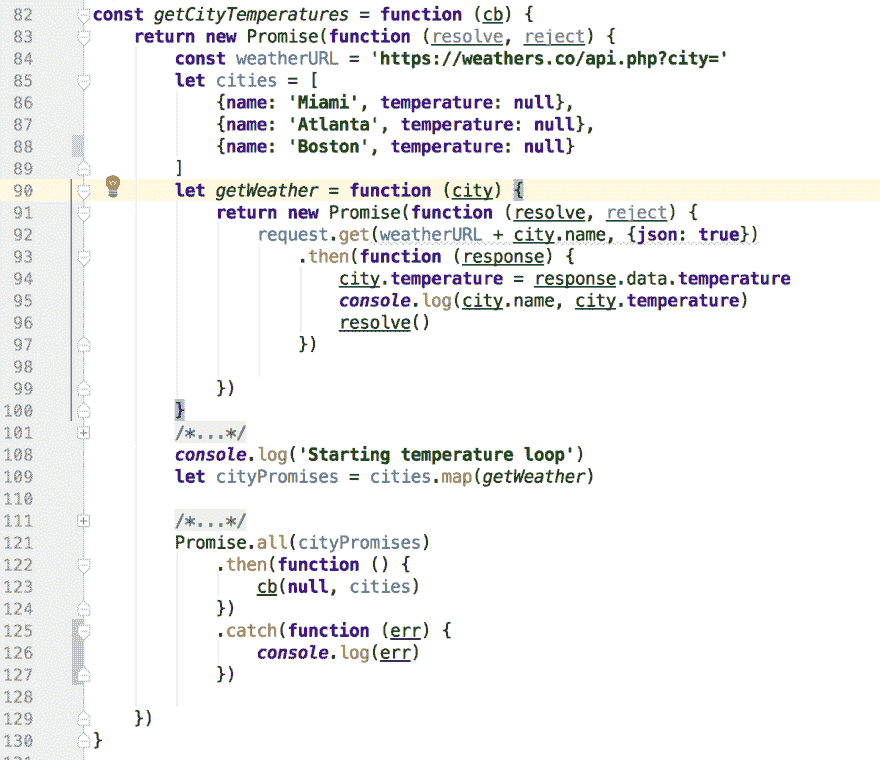 82 const getCityTemperatures = function (cb) {
83 return new Promise(function (resolve, reject) {
84 const weatherURL = 'https://weathers.co/api.php?city='
85 let cities = [
86 {name: 'Miami', temperature: null},
87 {name: 'Atlanta', temperature: null},
88 {name: 'Boston', temperature: null}
89 ]
90 let getWeather = function (city) {
91 return new Promise(function (resolve, reject) {
92 request.get(weatherURL + city.name, {json: true})
93 .then(function (response) {
94 city.temperature = response.data.temperature
95 console.log(city.name, city.temperature)
96 resolve()
97 })
98
99 })
100 }
101 /*...*/
108 console.log('Starting temperature loop')
109 let cityPromises = cities.map(getWeather)
110
111 /*...*/
121 Promise.all(cityPromises)
122 .then(function () {
123 cb(null, cities)
124 })
125 .catch(function (err) {
126 console.log(err)
127 })
128
129 })
130 }